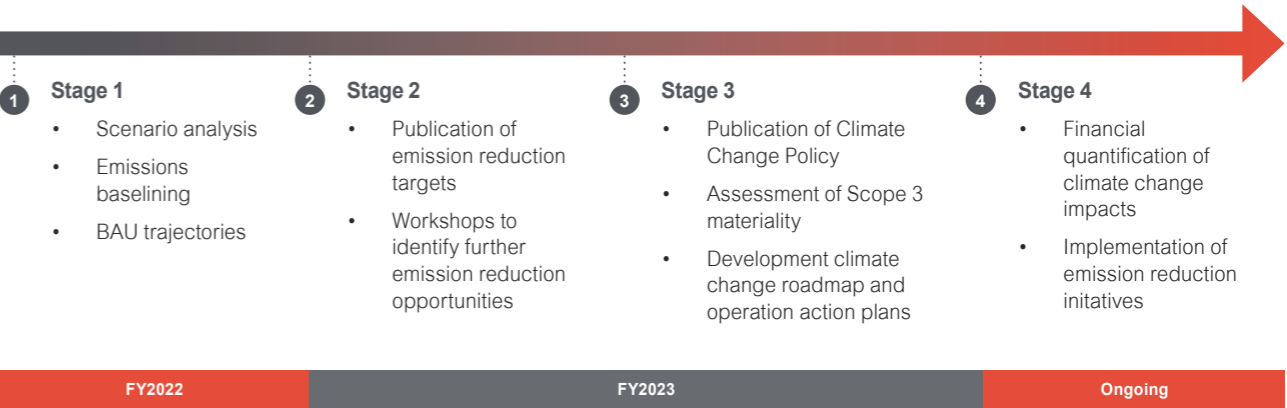 1
Stage 1
• Scenario analysis
• Emissions
baselining
• BAU trajectories
2
Stage 2
• Publication of
emission reduction
targets
• Workshops to
identify further
emission reduction
opportunities
3
Stage 3
• Publication of Climate
Change Policy
• Assessment of Scope 3
materiality
• Development climate
change roadmap and
operation action plans
4
Stage 4
• Financial
quantification of
climate change
impacts
• Implementation of
emission reduction
initatives
FY2022
FY2023
Ongoing